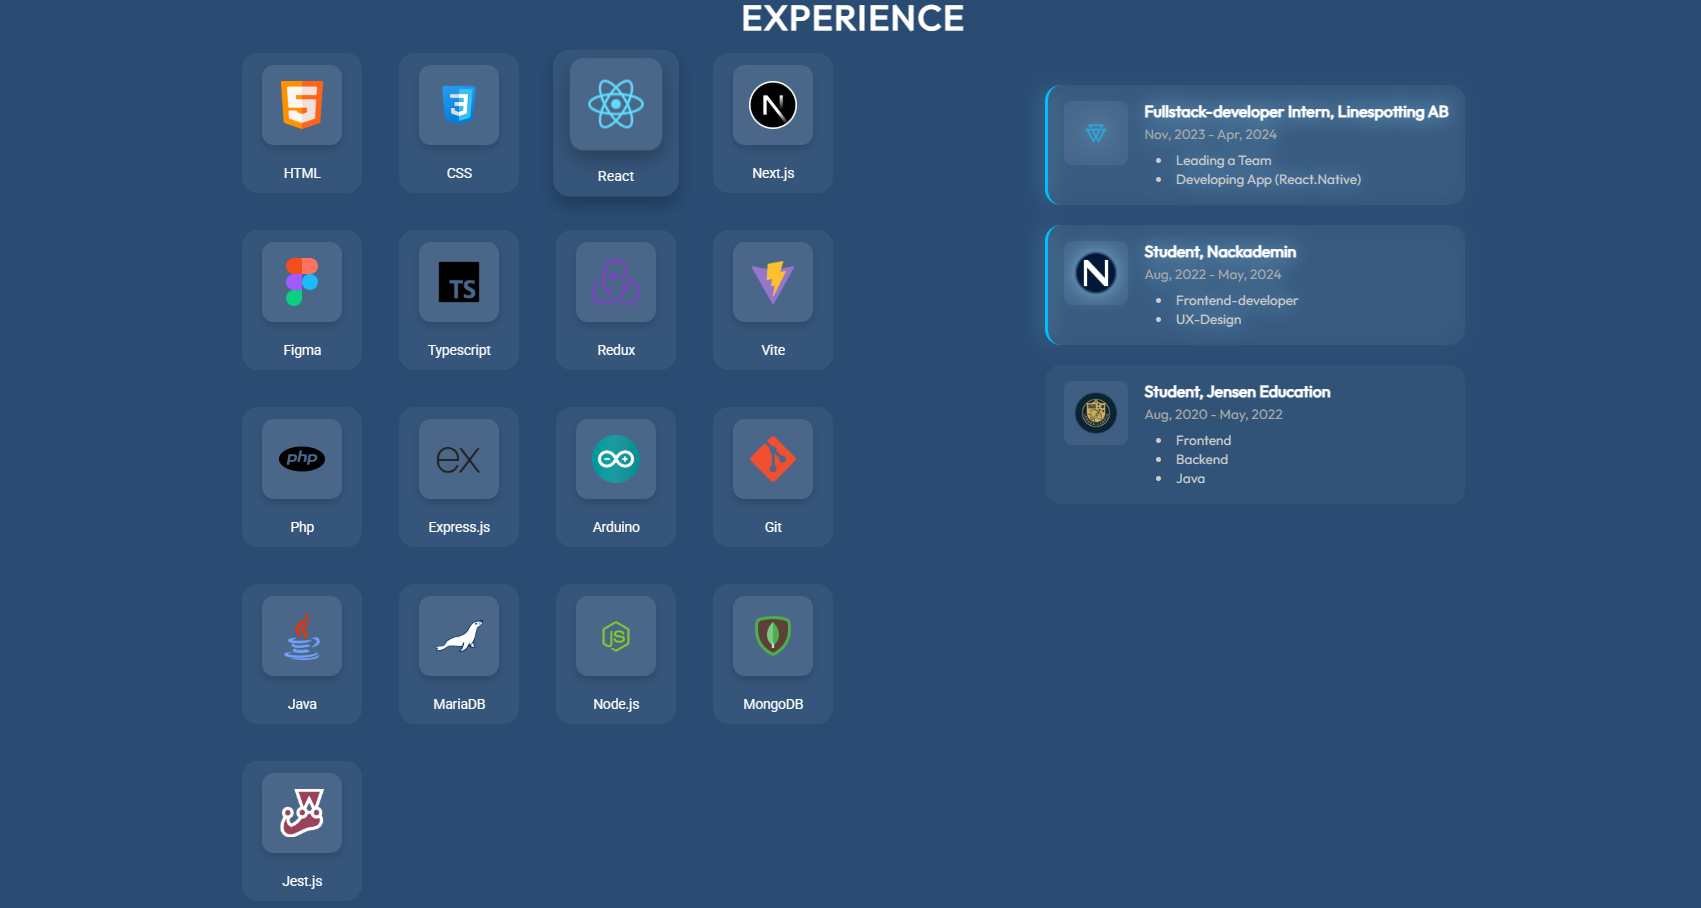 EXPERIENCE
HTML
CSS
React
N
Next.js
Figma
TS
Typescript
Redux
Vite
php
Php
ex
Express.js
Arduino
Git
Java
MariaDB
JS
Node.js
MongoDB
Jest.js
Fullstack-developer Intern, Linespotting AB
Nov, 2023 - Apr, 2024
• Leading a Team
• Developing App (React.Native)
N
Student, Nackademin
Aug, 2022 - May, 2024
• Frontend-developer
• UX-Design
Student, Jensen Education
Aug, 2020 - May, 2022
• Frontend
• Backend
• Java